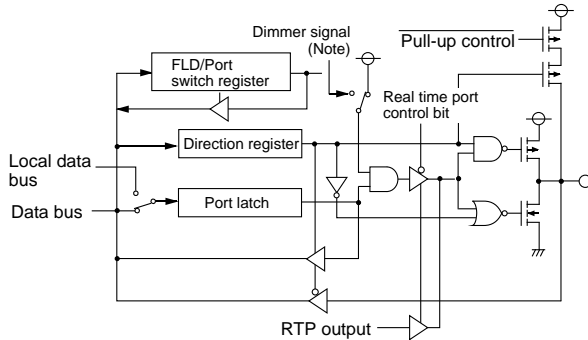 Dimmer signal
(Note)
Pull-up control
FLD/Port
switch register
Real time port
control bit
Direction register
Local data
bus
Port latch
Data bus
RTP output